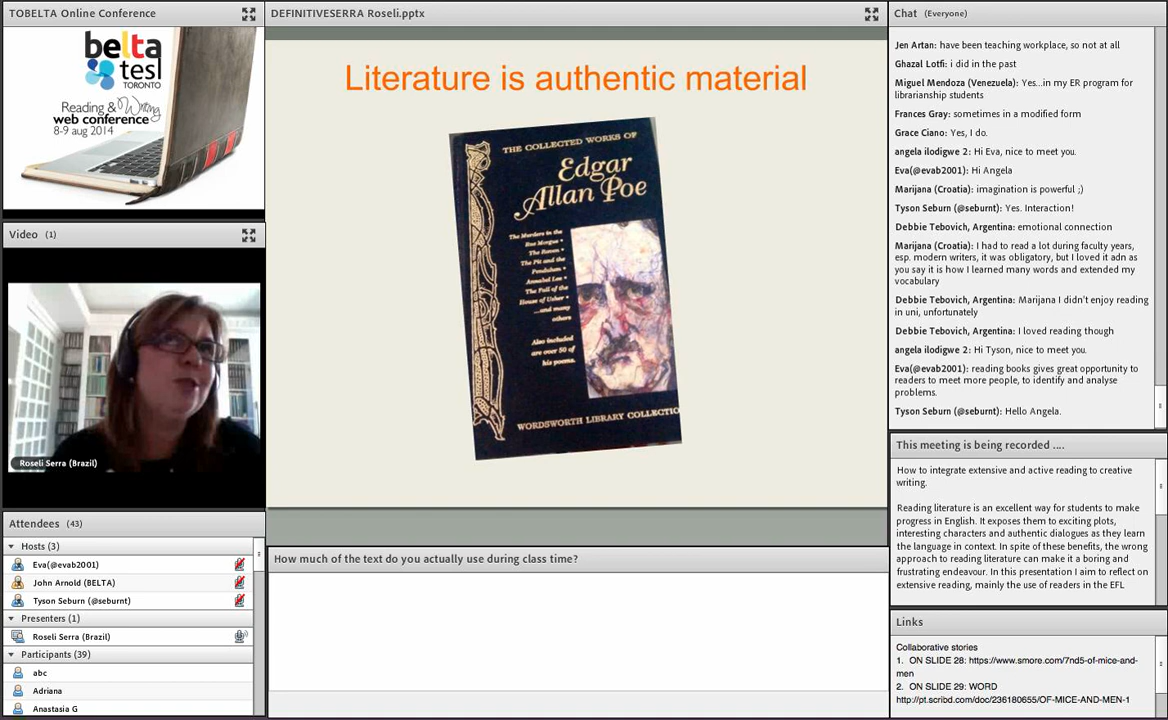 TOBELTA Online Conference
belta
tesl
TORONTO
Reading & Writing
web conference
8-9 aug 2014
Video (1)
Roseli Serra (Brazil)
Attendees (43)
Hosts (3)
Eva(@evab2001)
John Arnold (BELTA)
Tyson Seburn (@seburnt)
Presenters (1)
Roseli Serra (Brazil)
Participants (39)
abc
Adriana
Anastasia G
DEFINITIVESERRA Roseli.pptx
Literature is authentic material
THE COLLECTED WORKS OF
Edgar
Allan Poe
The Murders in the
Rue Morgue •
The Raven •
The Pit and the
Pendulum •
Annabel Lee •
The Fall of the
House of Usher •
...and many
others
Also included
are over 50 of
his poems.
WORDSWORTH LIBRARY COLLECTIO
How much of the text do you actually use during class time?
Chat (Everyone)
Jen Artan: have been teaching workplace, so not at all
Ghazal Lotfi: i did in the past
Miguel Mendoza (Venezuela): Yes...in my ER program for
librarianship students
Frances Gray: sometimes in a modified form
Grace Ciano: Yes, I do.
angela ilodigwe 2: Hi Eva, nice to meet you.
Eva(@evab2001): Hi Angela
Marijana (Croatia): imagination is powerful ;)
Tyson Seburn (@seburnt): Yes. Interaction!
Debbie Tebovich, Argentina: emotional connection
Marijana (Croatia): I had to read a lot during faculty years,
esp. modern writers, it was obligatory, but I loved it adn as
you say it is how I learned many words and extended my
vocabulary
Debbie Tebovich, Argentina: Marijana I didn't enjoy reading
in uni, unfortunately
Debbie Tebovich, Argentina: I loved reading though
angela ilodigwe 2: Hi Tyson, nice to meet you.
Eva(@evab2001): reading books gives great opportunity to
readers to meet more people, to identify and analyse
problems.
Tyson Seburn (@seburnt): Hello Angela.
This meeting is being recorded ....
How to integrate extensive and active reading to creative
writing.
Reading literature is an excellent way for students to make
progress in English. It exposes them to exciting plots,
interesting characters and authentic dialogues as they learn
the language in context. In spite of these benefits, the wrong
approach to reading literature can make it a boring and
frustrating endeavour. In this presentation I aim to reflect on
extensive reading, mainly the use of readers in the EFL
Links
Collaborative stories
1. ON SLIDE 28: https://www.smore.com/7nd5-of-mice-and-
men
2. ON SLIDE 29: WORD
http://pt.scribd.com/doc/236180655/OF-MICE-AND-MEN-1